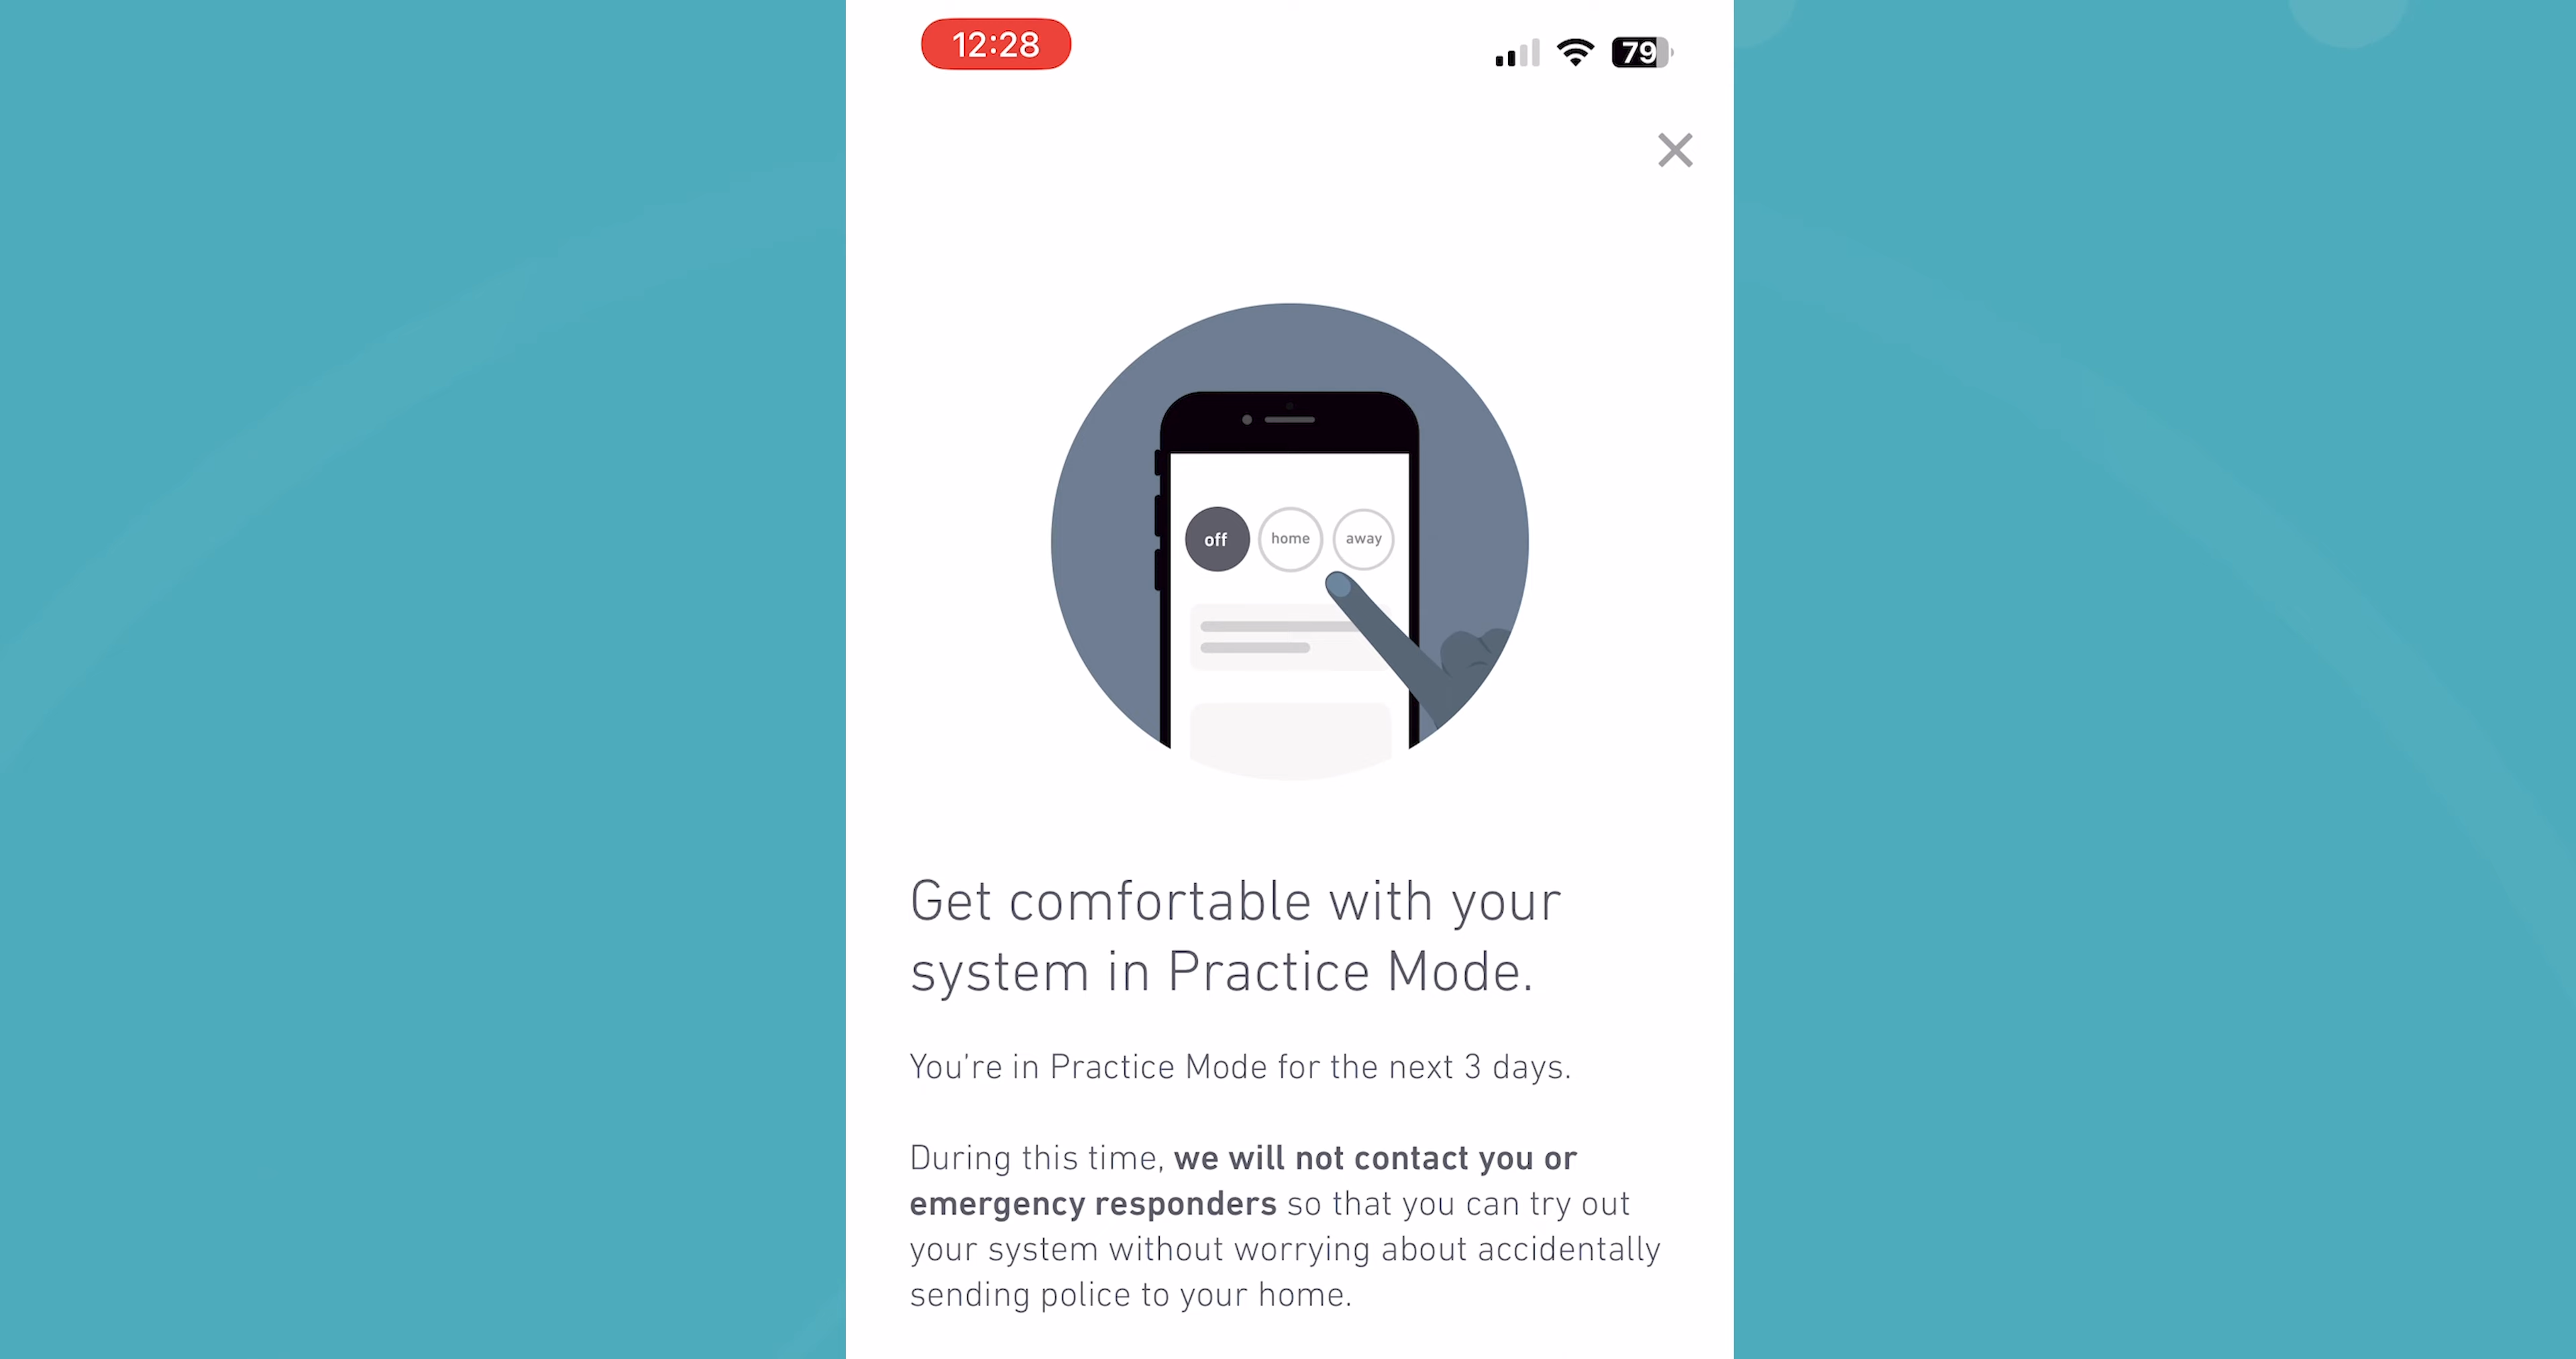 12:28
79
off
home
away
Get comfortable with your
system in Practice Mode.
You're in Practice Mode for the next 3 days.
During this time, we will not contact you or
emergency responders so that you can try out
your system without worrying about accidentally
sending police to your home.